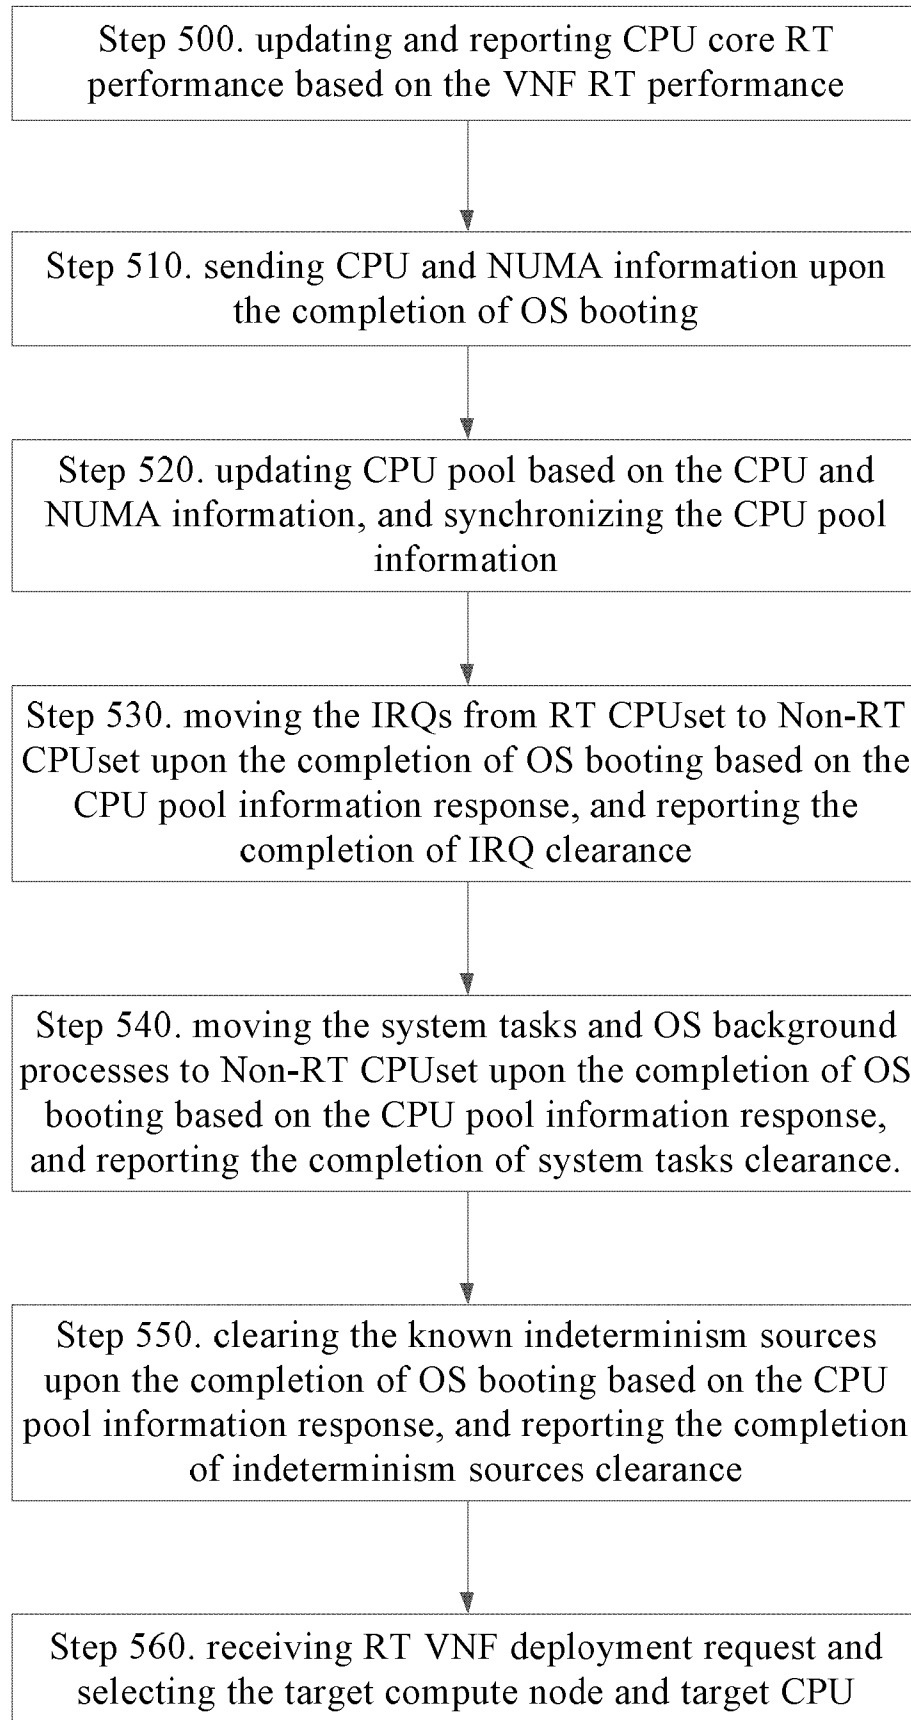 Step 500. updating and reporting CPU core RT
performance based on the VNF RT performance
Step 510. sending CPU and NUMA information upon
the completion of OS booting
Step 520. updating CPU pool based on the CPU and
NUMA information, and synchronizing the CPU pool
information
Step 530. moving the IRQs from RT CPUset to Non-RT
CPUset upon the completion of OS booting based on the
CPU pool information response, and reporting the
completion of IRQ clearance
Step 540. moving the system tasks and OS background
processes to Non-RT CPUset upon the completion of OS
booting based on the CPU pool information response,
and reporting the completion of system tasks clearance.
Step 550. clearing the known indeterminism sources
upon the completion of OS booting based on the CPU
pool information response, and reporting the completion
of indeterminism sources clearance
Step 560. receiving RT VNF deployment request and
selecting the target compute node and target CPU